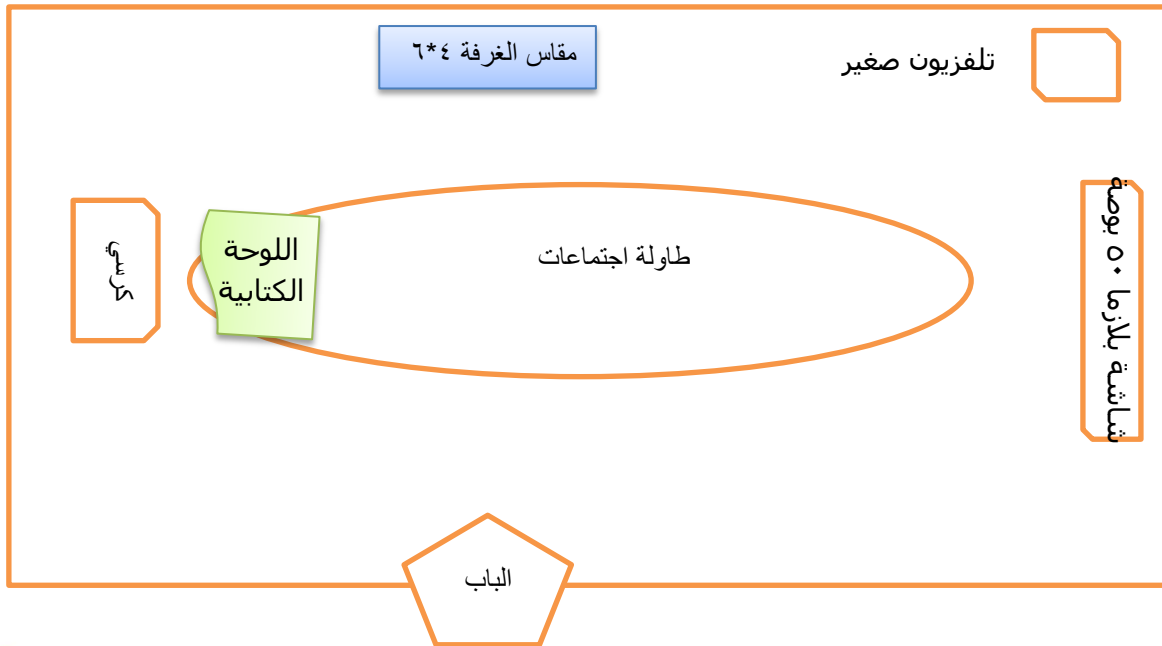 مقاس الغرفة ٤*٦
تلفزيون صغير
شاشة بلازما ٥٠ بوصة
طاولة اجتماعات
اللوحة
الكتابية
كرسي
الباب